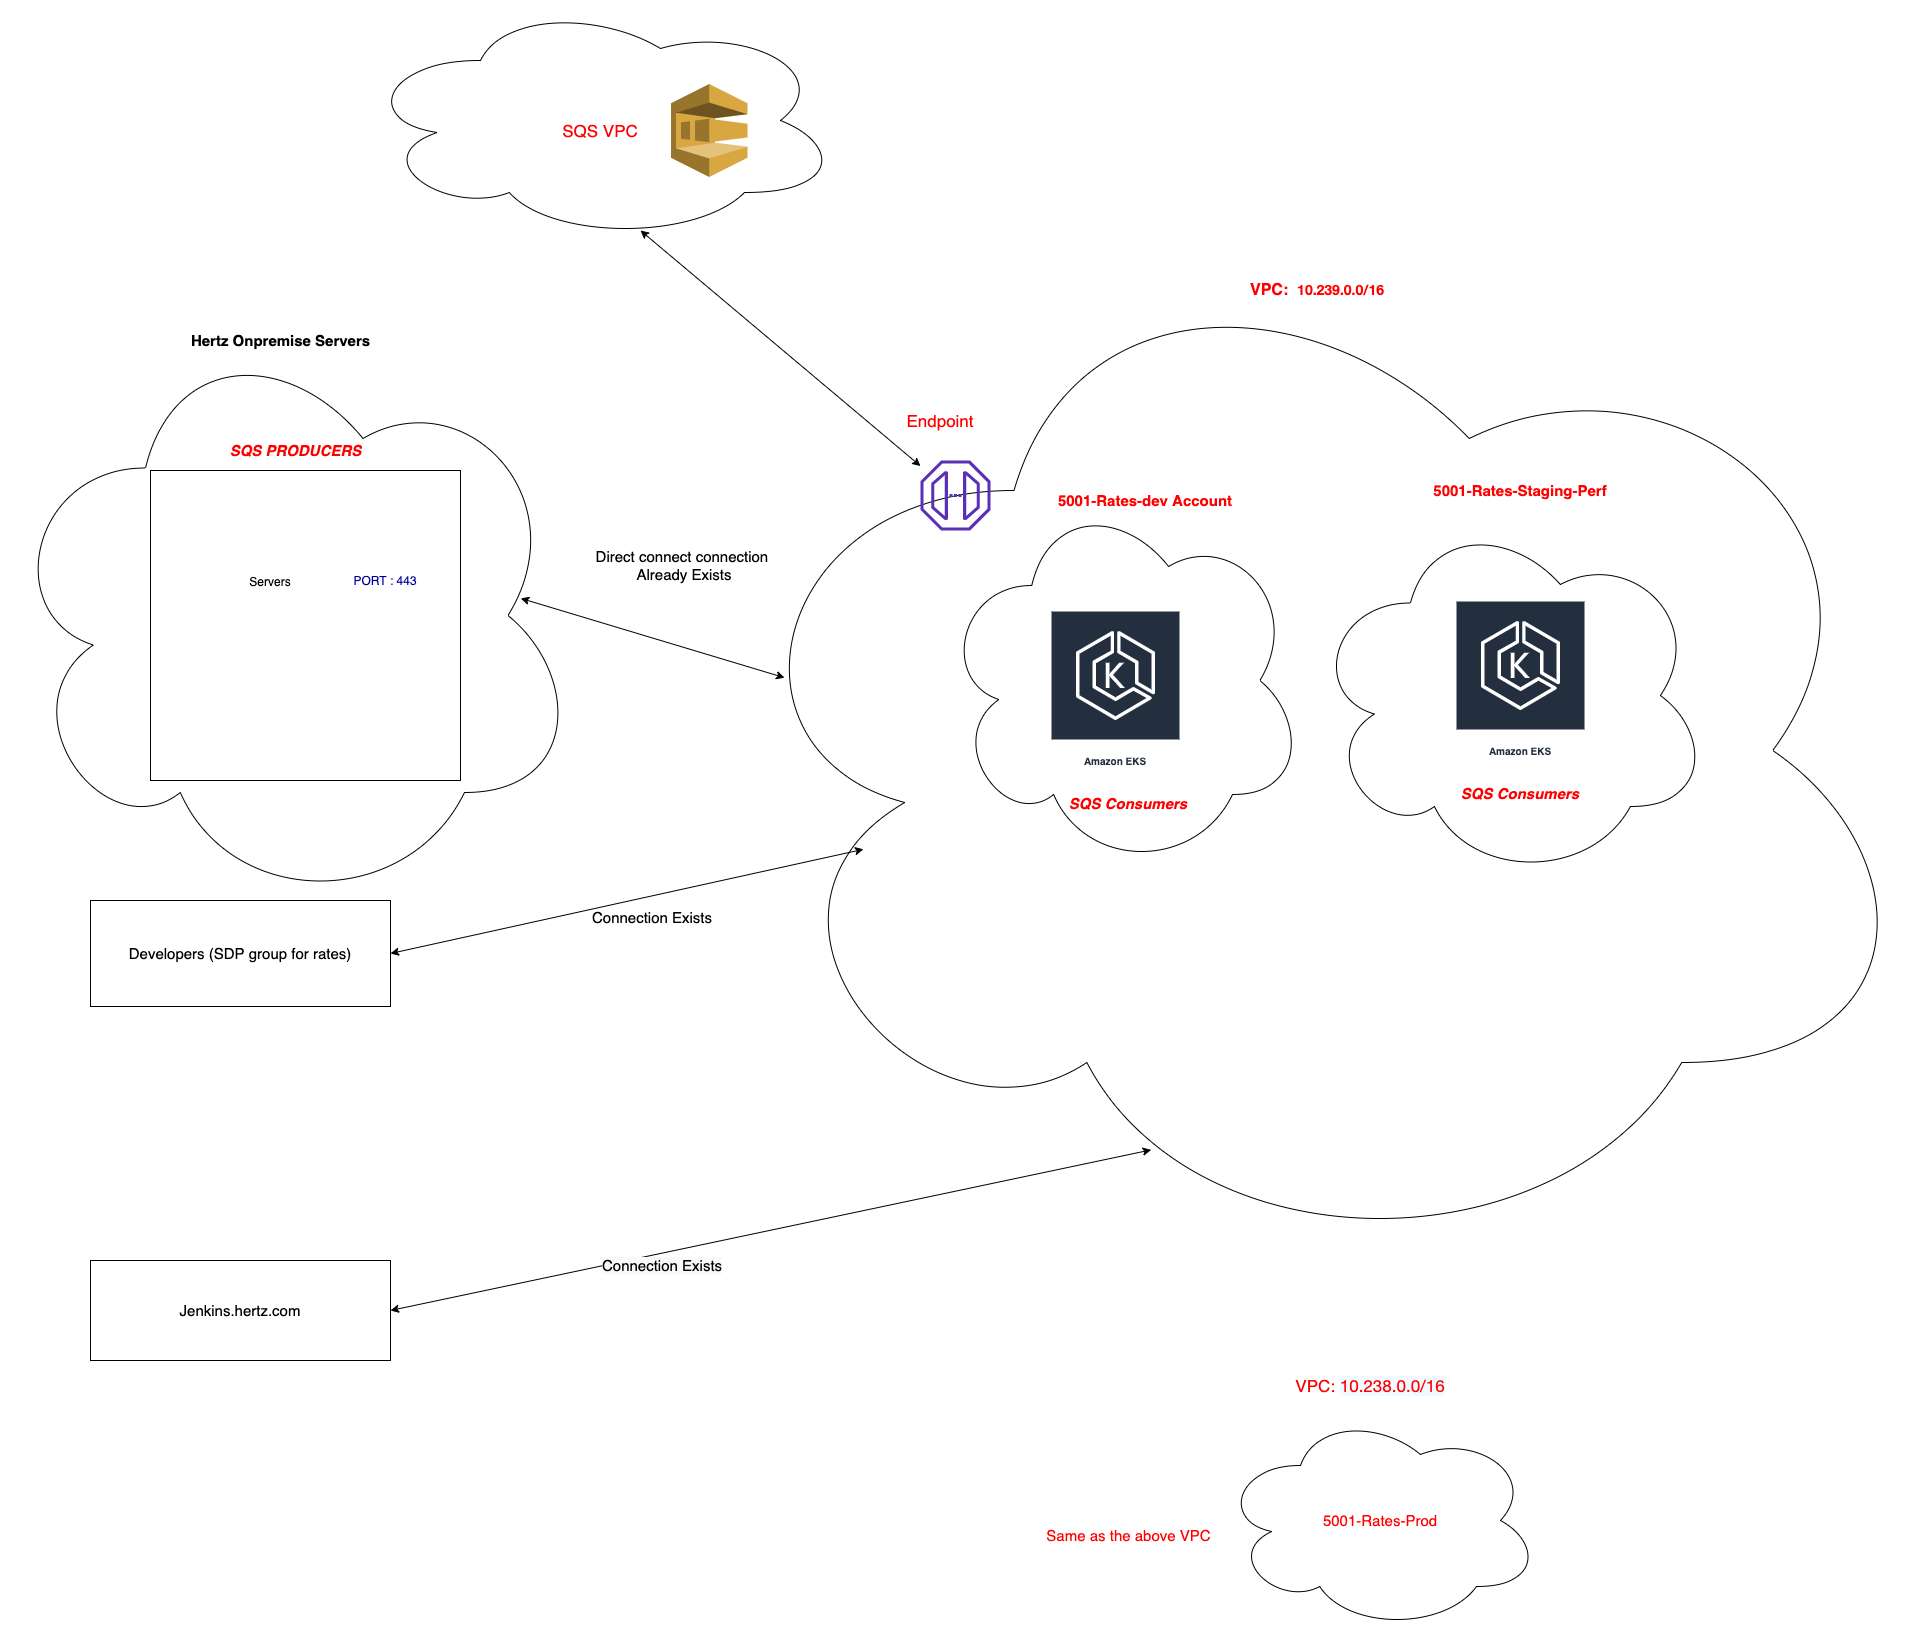 SQS VPC
VPC: 10.239.0.0/16
Hertz Onpremise Servers
Endpoint
SQS PRODUCERS
5001-Rates-dev Account
5001-Rates-Staging-Perf
Direct connect connection
Already Exists
Servers
PORT : 443
Amazon EKS
SQS Consumers
Amazon EKS
SQS Consumers
Connection Exists
Developers (SDP group for rates)
Connection Exists
Jenkins.hertz.com
VPC: 10.238.0.0/16
Same as the above VPC
5001-Rates-Prod